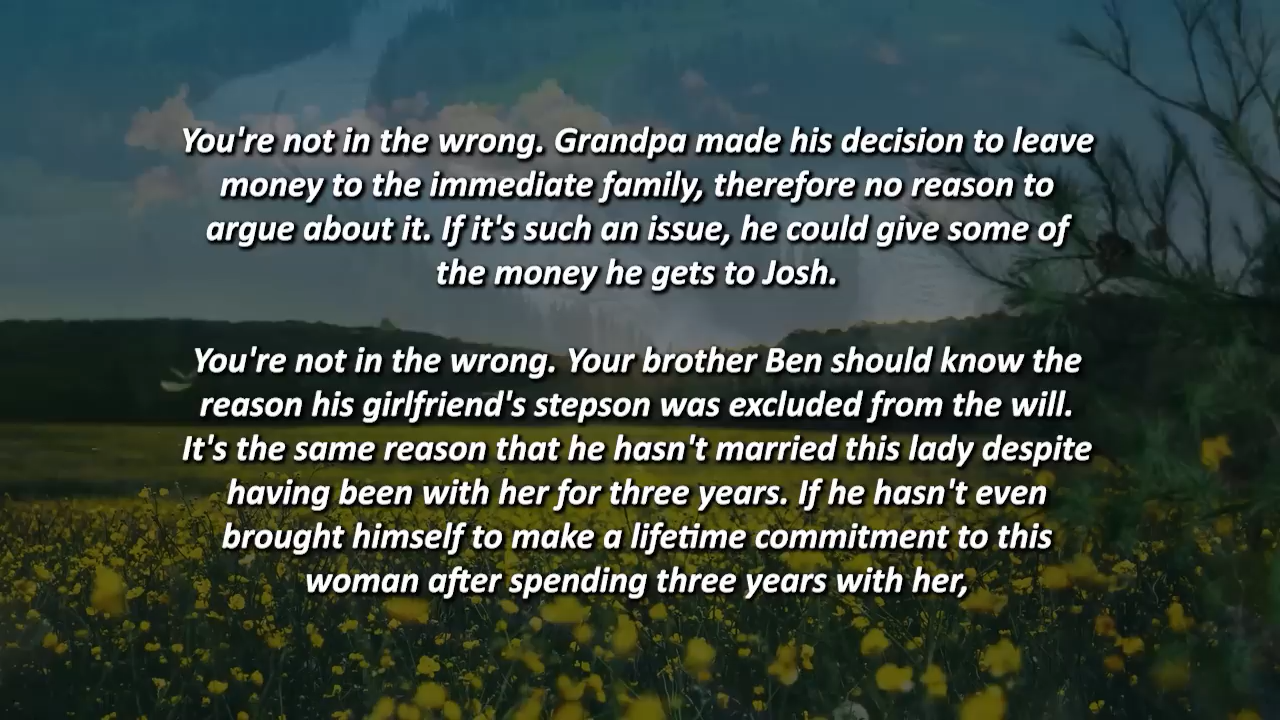 You're not in the wrong. Grandpa made his decision to leave
money to the immediate family, therefore no reason to
argue about it. If it's such an issue, he could give some of
the money he gets to Josh.
You're not in the wrong. Your brother Ben should know the
reason his girlfriend's stepson was excluded from the will.
It's the same reason that he hasn't married this lady despite
having been with her for three years. If he hasn't even
brought himself to make a lifetime commitment to this
woman after spending three years with her,